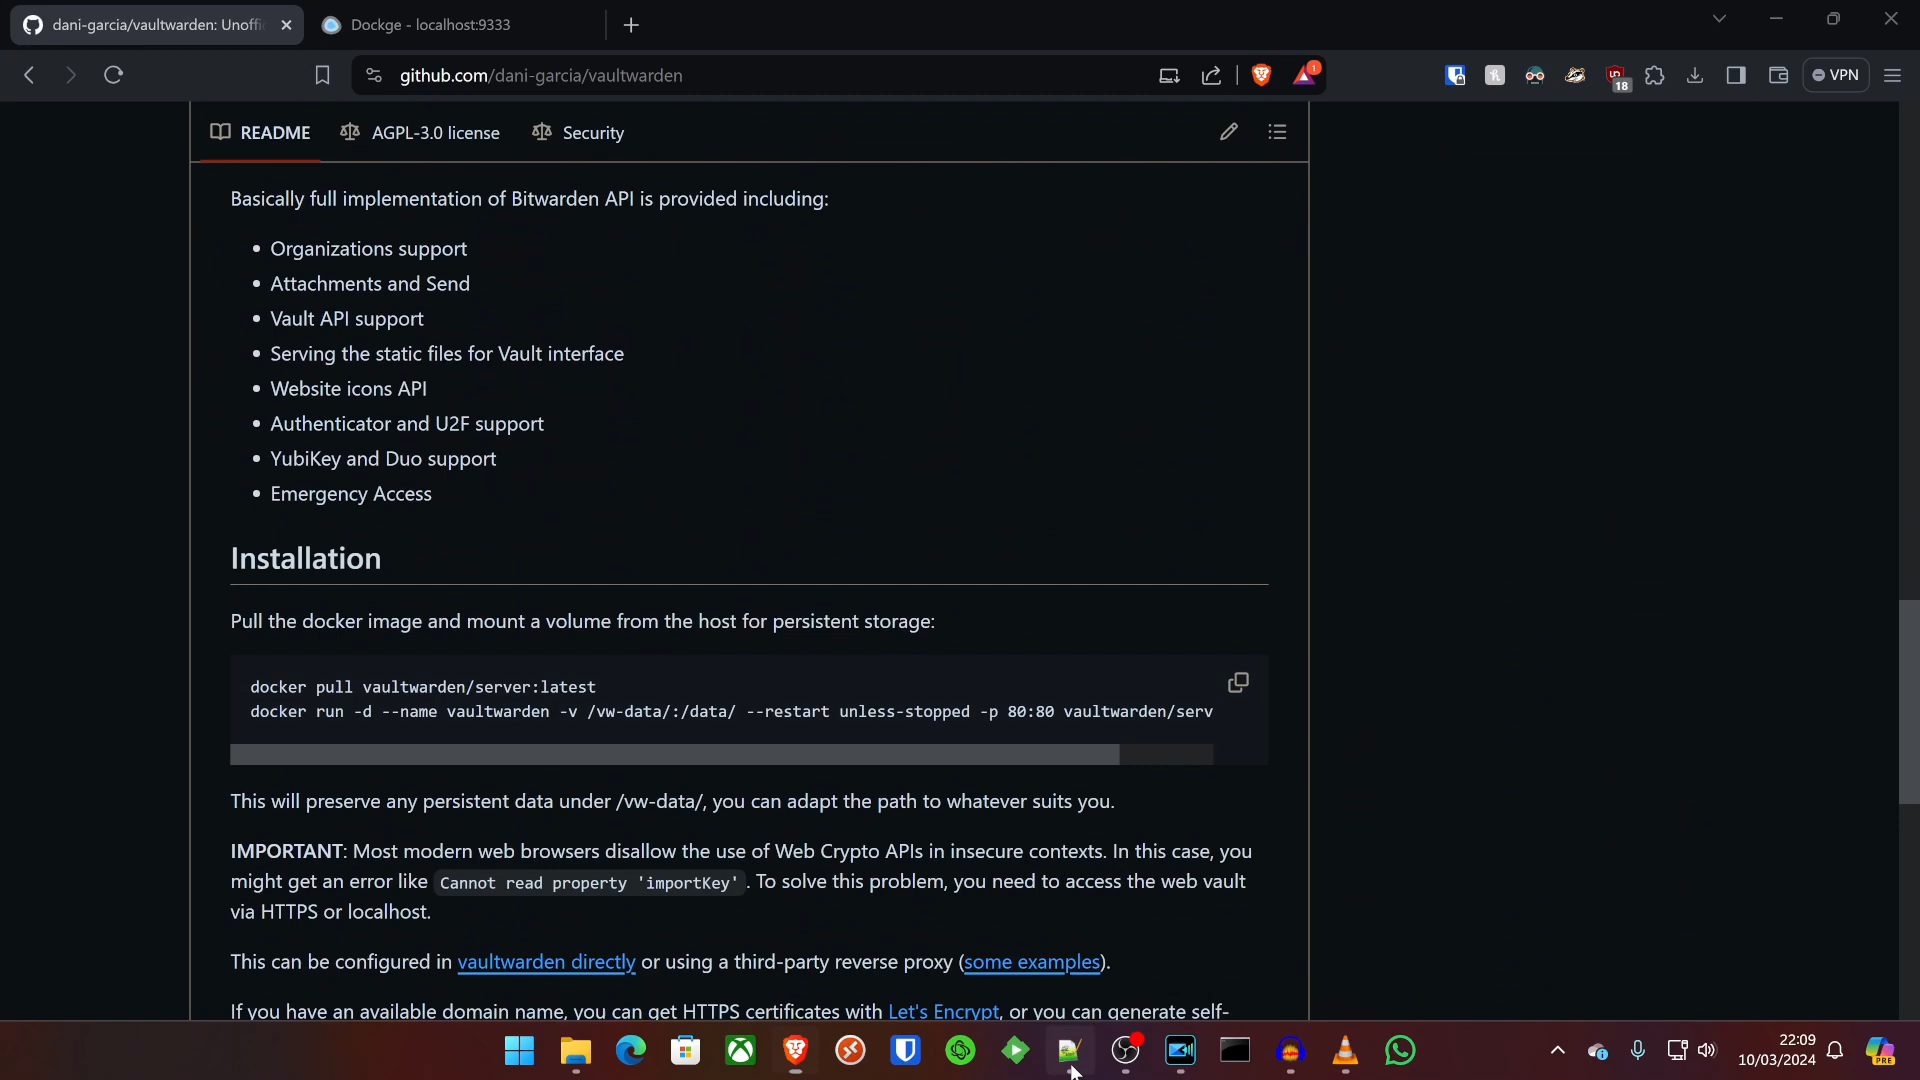 dani-garcia/vaultwarden: Unoffi
Dockge - localhost:9333
github.com/dani-garcia/vaultwarden
1
18
VPN
README
AGPL-3.0 license
Security
Basically full implementation of Bitwarden API is provided including:
• Organizations support
• Attachments and Send
• Vault API support
• Serving the static files for Vault interface
• Website icons API
• Authenticator and U2F support
• YubiKey and Duo support
• Emergency Access
Installation
Pull the docker image and mount a volume from the host for persistent storage:
docker pull vaultwarden/server:latest
docker run -d --name vaultwarden -v /vw-data/:/data/ --restart unless-stopped -p 80:80 vaultwarden/serv
This will preserve any persistent data under /vw-data/, you can adapt the path to whatever suits you.
IMPORTANT: Most modern web browsers disallow the use of Web Crypto APIs in insecure contexts. In this case, you
might get an error like Cannot read property 'importKey' . To solve this problem, you need to access the web vault
via HTTPS or localhost.
This can be configured in vaultwarden directly or using a third-party reverse proxy (some examples).
If you have an available domain name, you can get HTTPS certificates with Let's Encrypt, or you can generate self-
22:09
10/03/2024
PRE